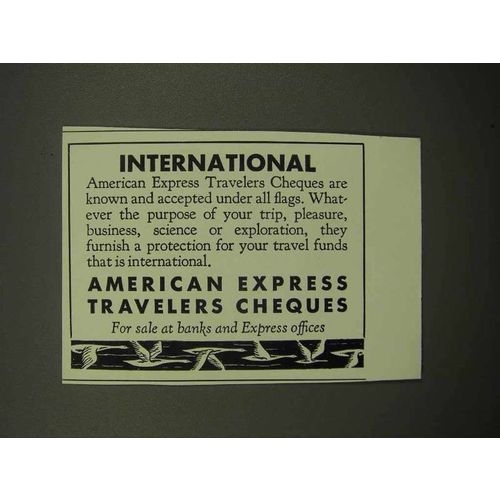 INTERNATIONAL
American Express Travelers Cheques are
known and accepted under all flags. What-
ever the purpose of your trip, pleasure,
business, science or exploration, they
furnish a protection for your travel funds
that is international.
AMERICAN EXPRESS
TRAVELERS CHEQUES
For sale at banks and Express offices